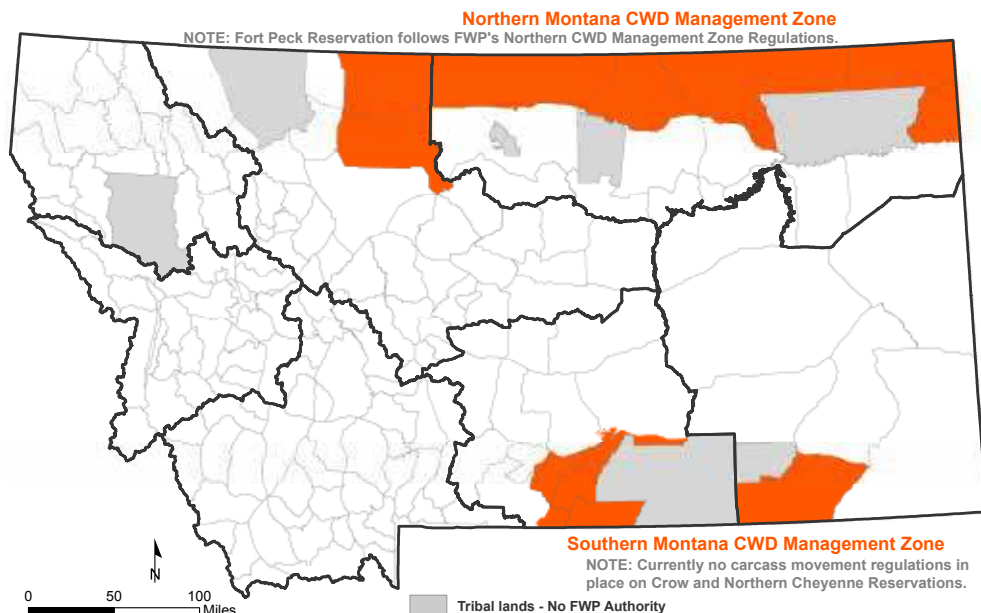 Northern Montana CWD Management Zone
NOTE: Fort Peck Reservation follows FWP's Northern CWD Management Zone Regulations.
Southern Montana CWD Management Zone
NOTE: Currently no carcass movement regulations in
place on Crow and Northern Cheyenne Reservations.
N
0 50 100
Miles
Tribal lands - No FWP Authority